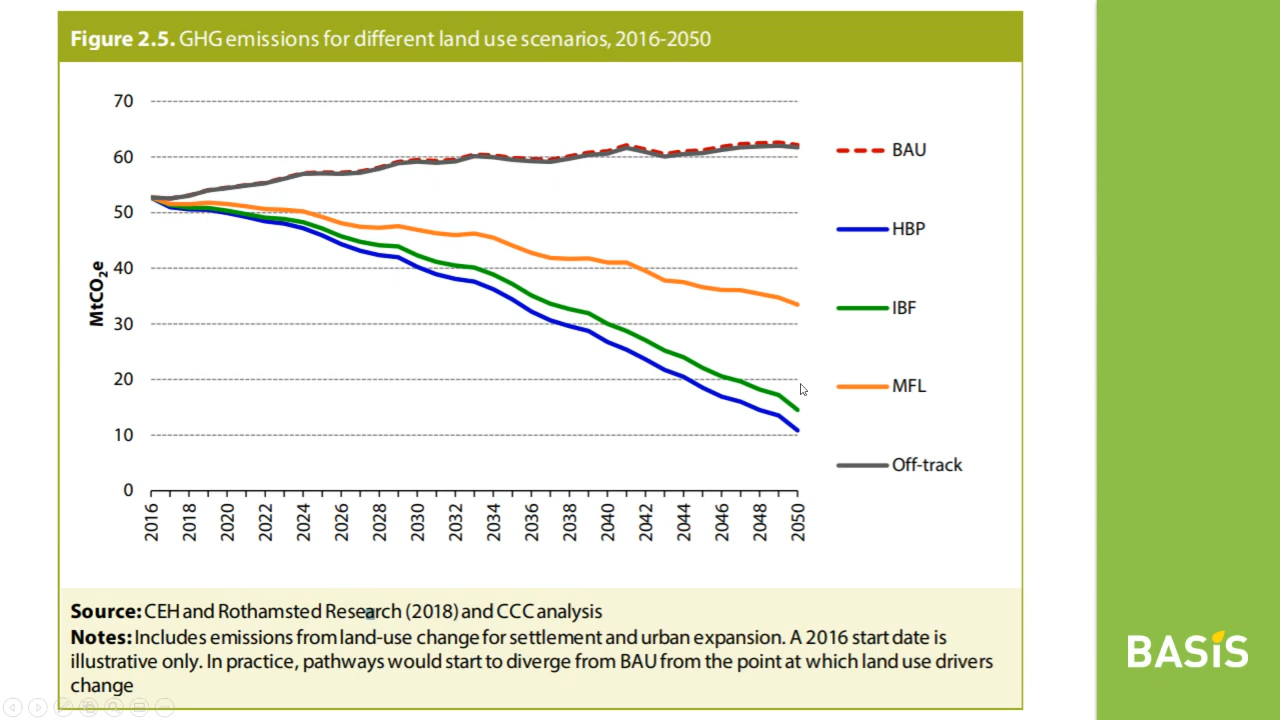 Figure 2.5. GHG emissions for different land use scenarios, 2016-2050
70
60
50
40
30
20
10
0
MtCO₂e
2016
2018
2020
2022
2024
2026
2028
2030
2032
2034
2036
2038
2040
2042
2044
2046
2048
2050
BAU
HBP
IBF
MFL
Off-track
Source: CEH and Rothamsted Research (2018) and CCC analysis
Notes: Includes emissions from land-use change for settlement and urban expansion. A 2016 start date is
illustrative only. In practice, pathways would start to diverge from BAU from the point at which land use drivers
change
BASiS